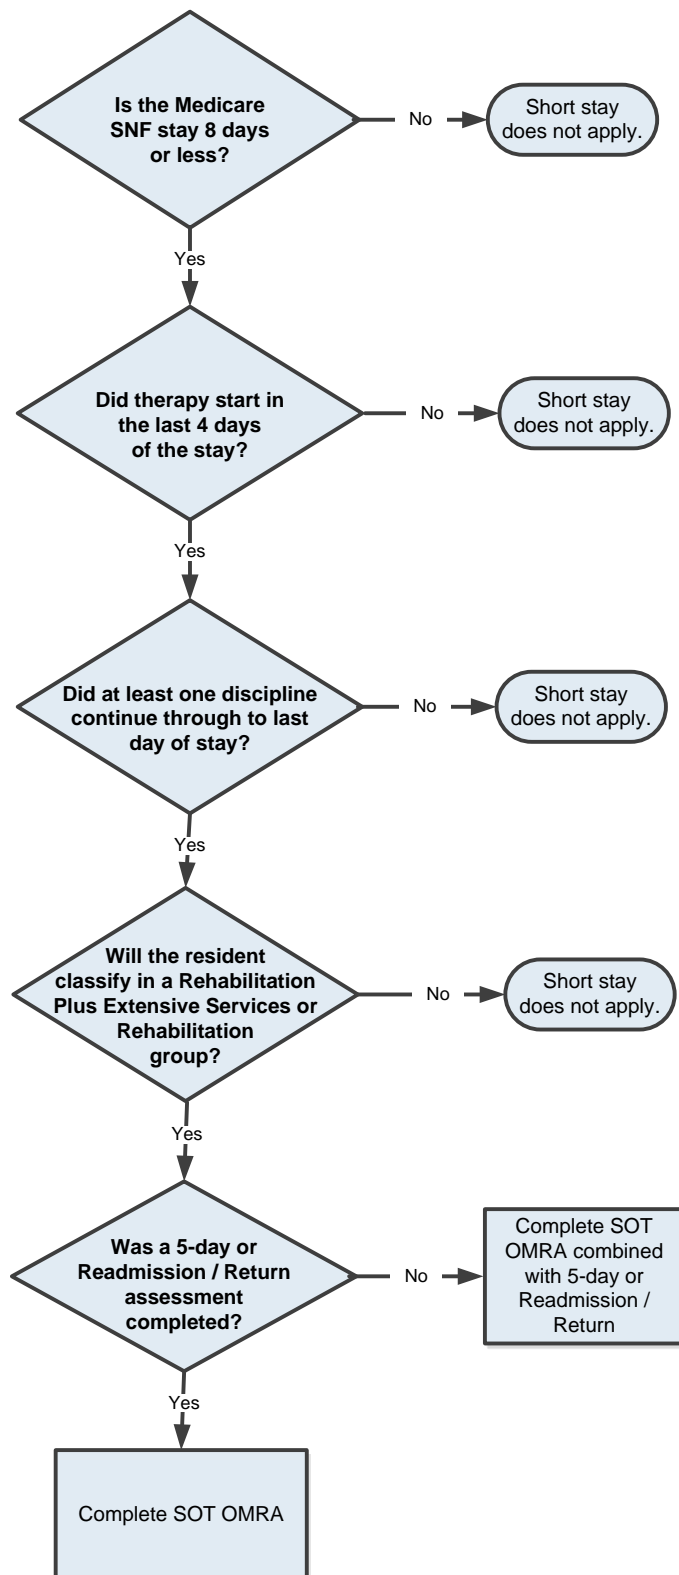 Is the Medicare
SNF stay 8 days
or less?
No
Short stay
does not apply.
Yes
Did therapy start in
the last 4 days
of the stay?
No
Short stay
does not apply.
Yes
Did at least one discipline
continue through to last
day of stay?
No
Short stay
does not apply.
Yes
Will the resident
classify in a Rehabilitation
Plus Extensive Services or
Rehabilitation
group?
No
Short stay
does not apply.
Yes
Was a 5-day or
Readmission / Return
assessment
completed?
No
Complete SOT
OMRA combined
with 5-day or
Readmission /
Return
Yes
Complete SOT OMRA